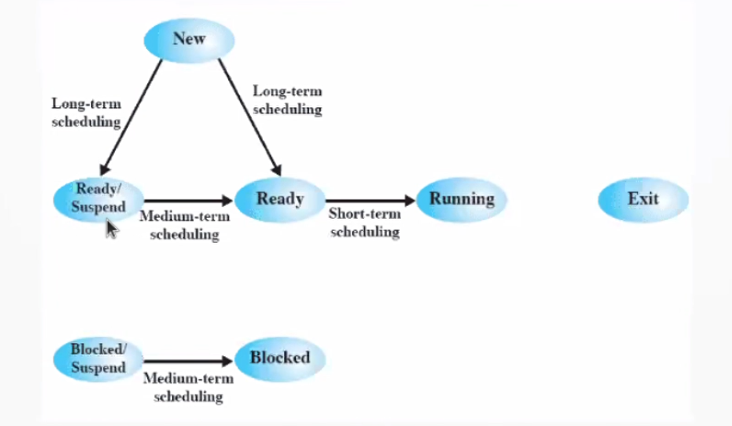 New
Long-term
scheduling
Long-term
scheduling
Ready/
Suspend
Medium-term
scheduling
Ready
Short-term
scheduling
Running
Exit
Blocked/
Suspend
Medium-term
scheduling
Blocked